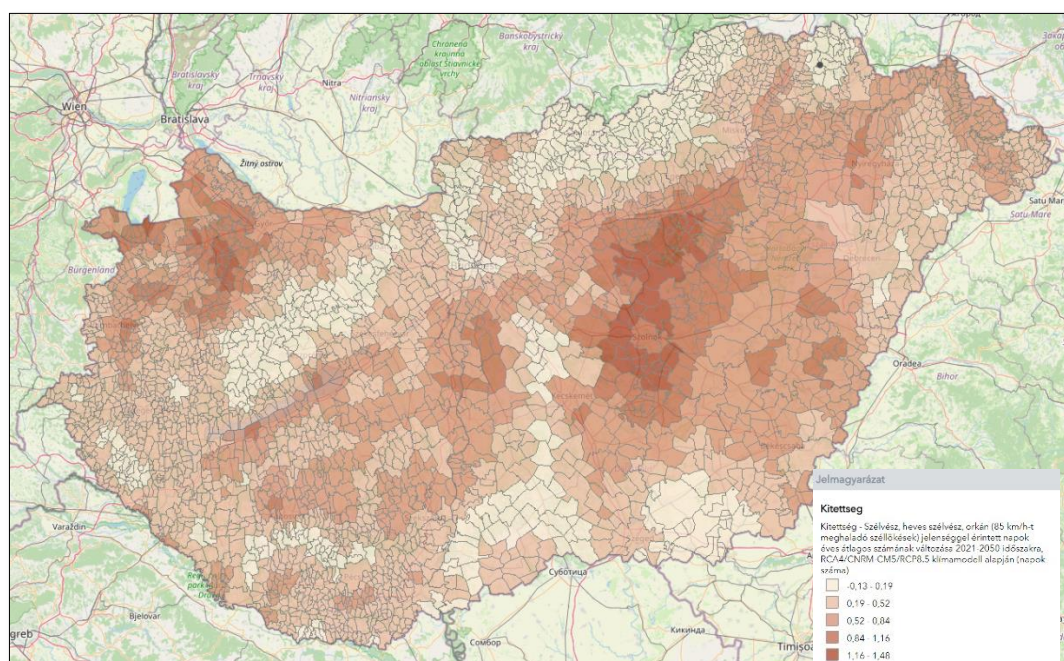 Chránená
krajinná
oblasť Štiavnické
vrchy
Banskobystrický
kraj
Bratislavský
kraj
Trnavský
kraj
Nitra
Nitriansky
kraj
Wien
Bratislava
Žitný ostrov
Satu Mare
Satu Mare
Burgenland
Oradea
Bihor
Varaždin
Bjelovar
Суботица
Сомбор
Кикинда
Timișoa
Jelmagyarázat
Kitettseg
Kitettség - Szélvész, heves szélvész, orkán (85 km/h-t
meghaladó széllökések) jelenséggel érintett napok
éves átlagos számának változása 2021-2050 időszakra,
RCA4/CNRM-CM5/RCP8.5 klímamodell alapján (napok
száma)
-0,13 - 0,19
0,19 - 0,52
0,52 - 0,84
0,84 - 1,16
1,16 - 1,48